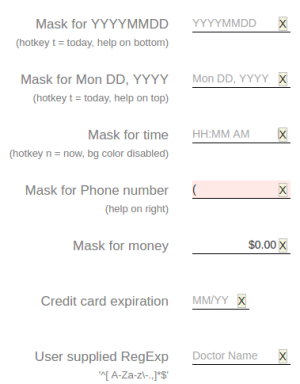 Mask for YYYYMMDD YYYYMMDD X
(hotkey t = today, help on bottom)
Mask for Mon DD, YYYY Mon DD, YYYY X
(hotkey t = today, help on top)
Mask for time HH:MM AM X
(hotkey n = now, bg color disabled)
Mask for Phone number ( X
(help on right)
Mask for money $0.00 X
Credit card expiration MM/YY X
User supplied RegExp Doctor Name X
'^[ A-Za-z\-.,]*$'